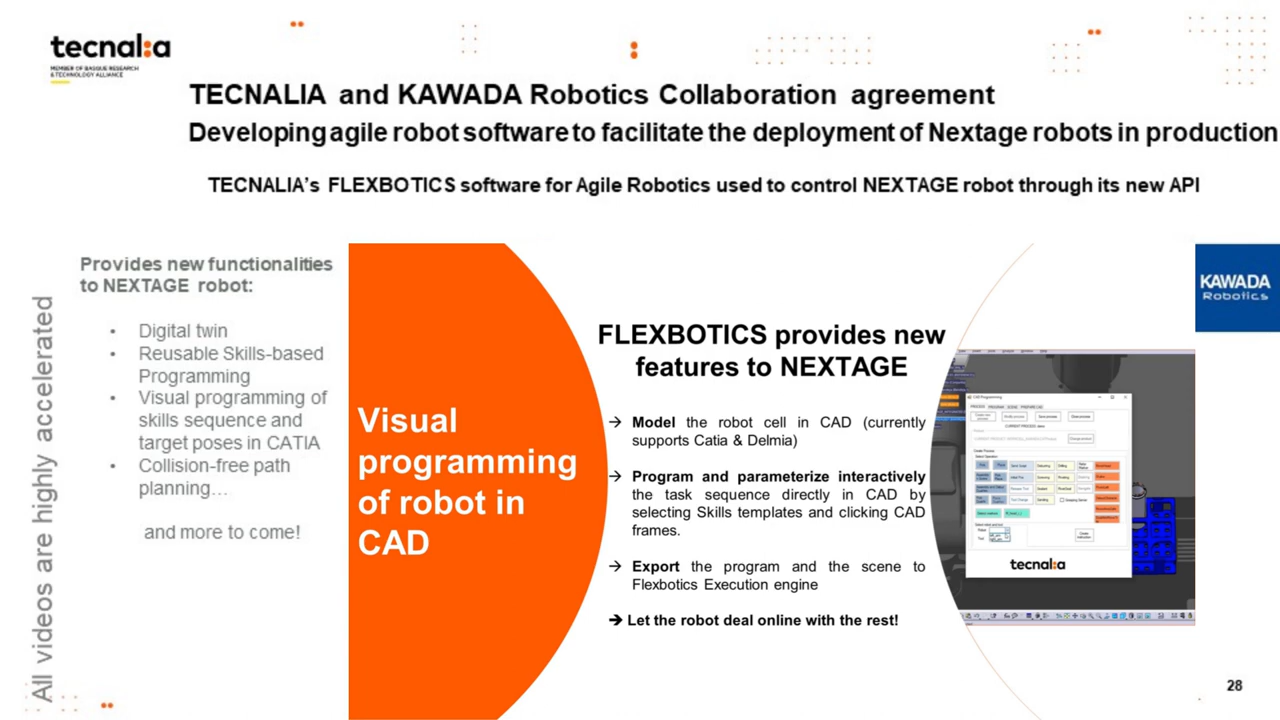 tecnalia
MEMBER OF BASQUE RESEARCH
& TECHNOLOGY ALLIANCE
TECNALIA and KAWADA Robotics Collaboration agreement
Developing agile robot software to facilitate the deployment of Nextage robots in production
TECNALIA's FLEXBOTICS software for Agile Robotics used to control NEXTAGE robot through its new API
All videos are highly accelerated
Provides new functionalities
to NEXTAGE robot:
• Digital twin
• Reusable Skills-based
Programming
• Visual programming of
skills sequence and
target poses in CATIA
• Collision-free path
planning…
and more to come!
Visual
programming
of robot in
CAD
FLEXBOTICS provides new
features to NEXTAGE
→ Model the robot cell in CAD (currently
supports Catia & Delmia)
→ Program and parameterize interactively
the task sequence directly in CAD by
selecting Skills templates and clicking CAD
frames.
→ Export the program and the scene to
Flexbotics Execution engine
➔ Let the robot deal online with the rest!
KAWADA
Robotics
CAD Programming
tecnalia
28